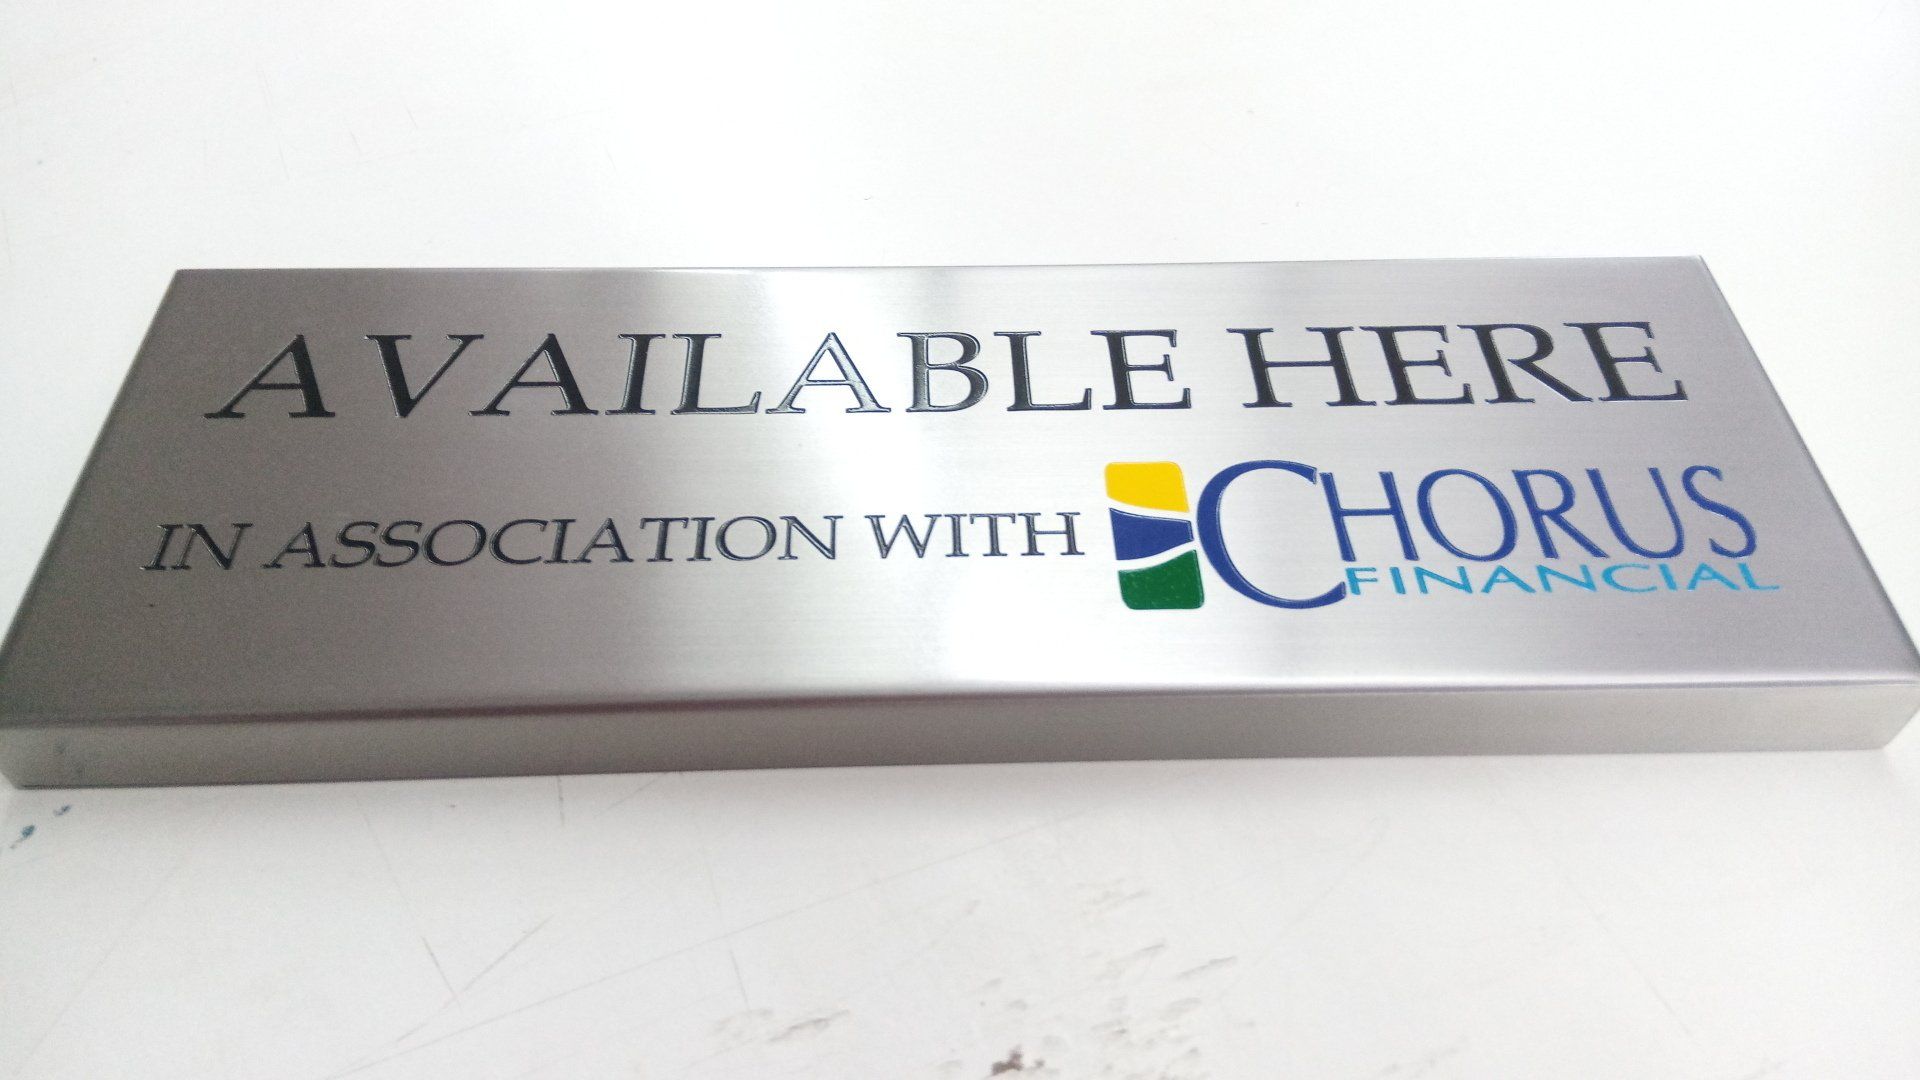 AVAILABLE HERE
IN ASSOCIATION WITH CHORUS
FINANCIAL